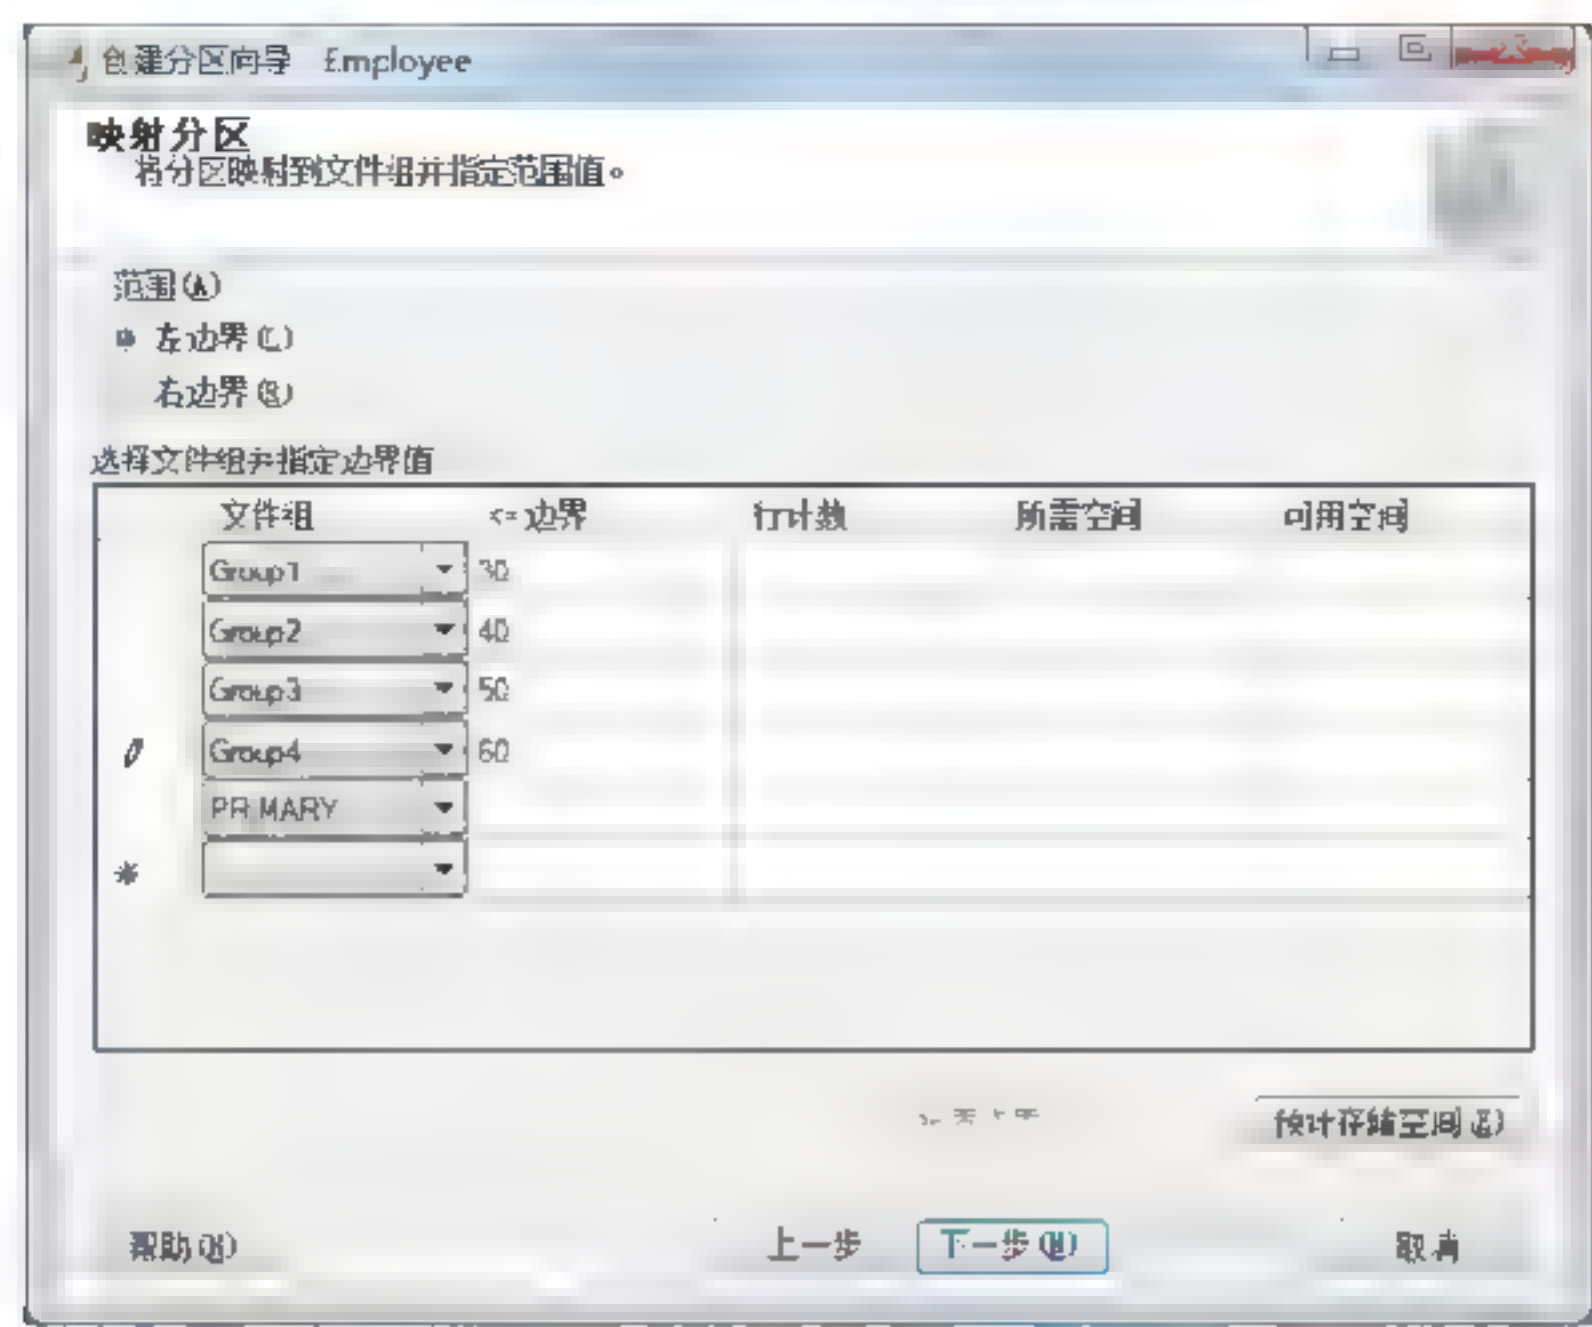 创建分区向导 Employee
映射分区
将分区映射到文件组并指定范围值。
范围(A)
左边界(L)
右边界(R)
选择文件组并指定边界值
文件组 <=边界 行计数 所需空间 可用空间
Group1 30
Group2 40
Group3 50
Group4 60
PRIMARY
预计存储空间(E)
帮助(H) 上一步 下一步(N) 取消